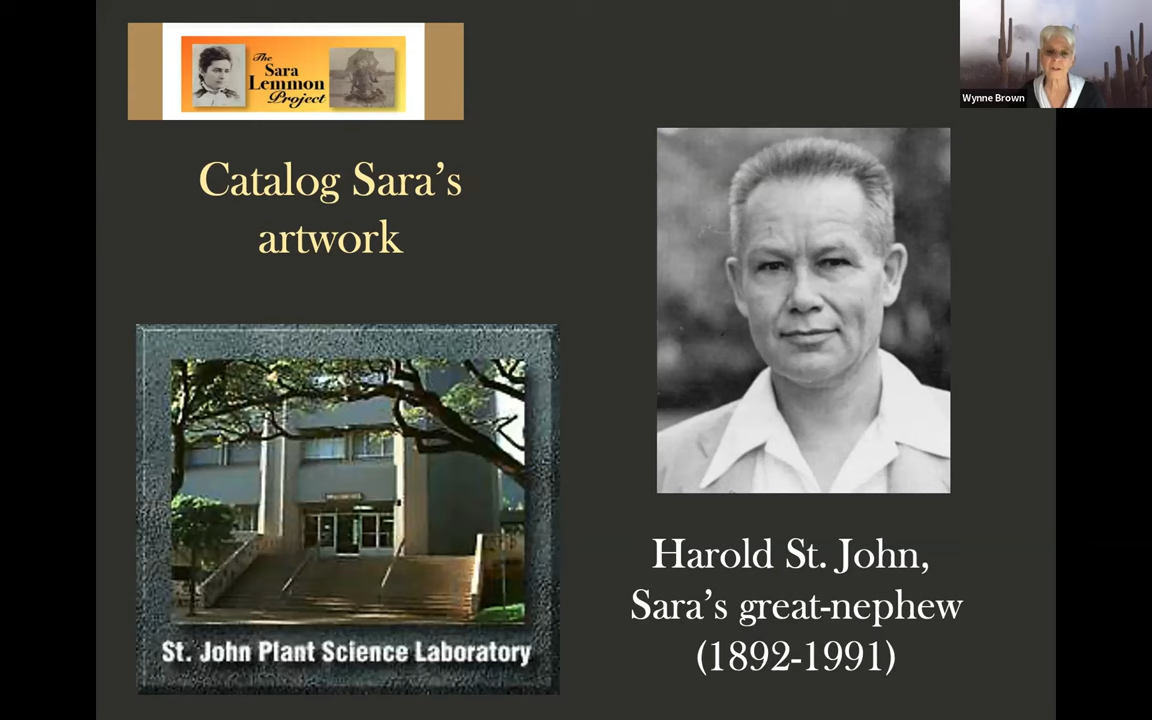 The
Sara
Lemmon
Project
Wynne Brown
Catalog Sara's
artwork
St. John Plant Science Laboratory
Harold St. John,
Sara's great-nephew
(1892-1991)